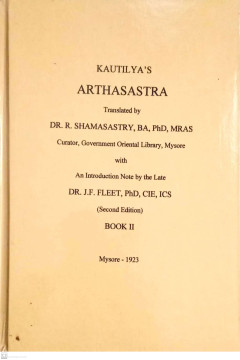 KAUTILYA'S
ARTHASASTRA
Translated by
DR. R. SHAMASASTRY, BA, PhD, MRAS
Curator, Government Oriental Library, Mysore
with
An Introduction Note by the Late
DR. J.F. FLEET, PhD, CIE, ICS
(Second Edition)
BOOK II
Mysore - 1923